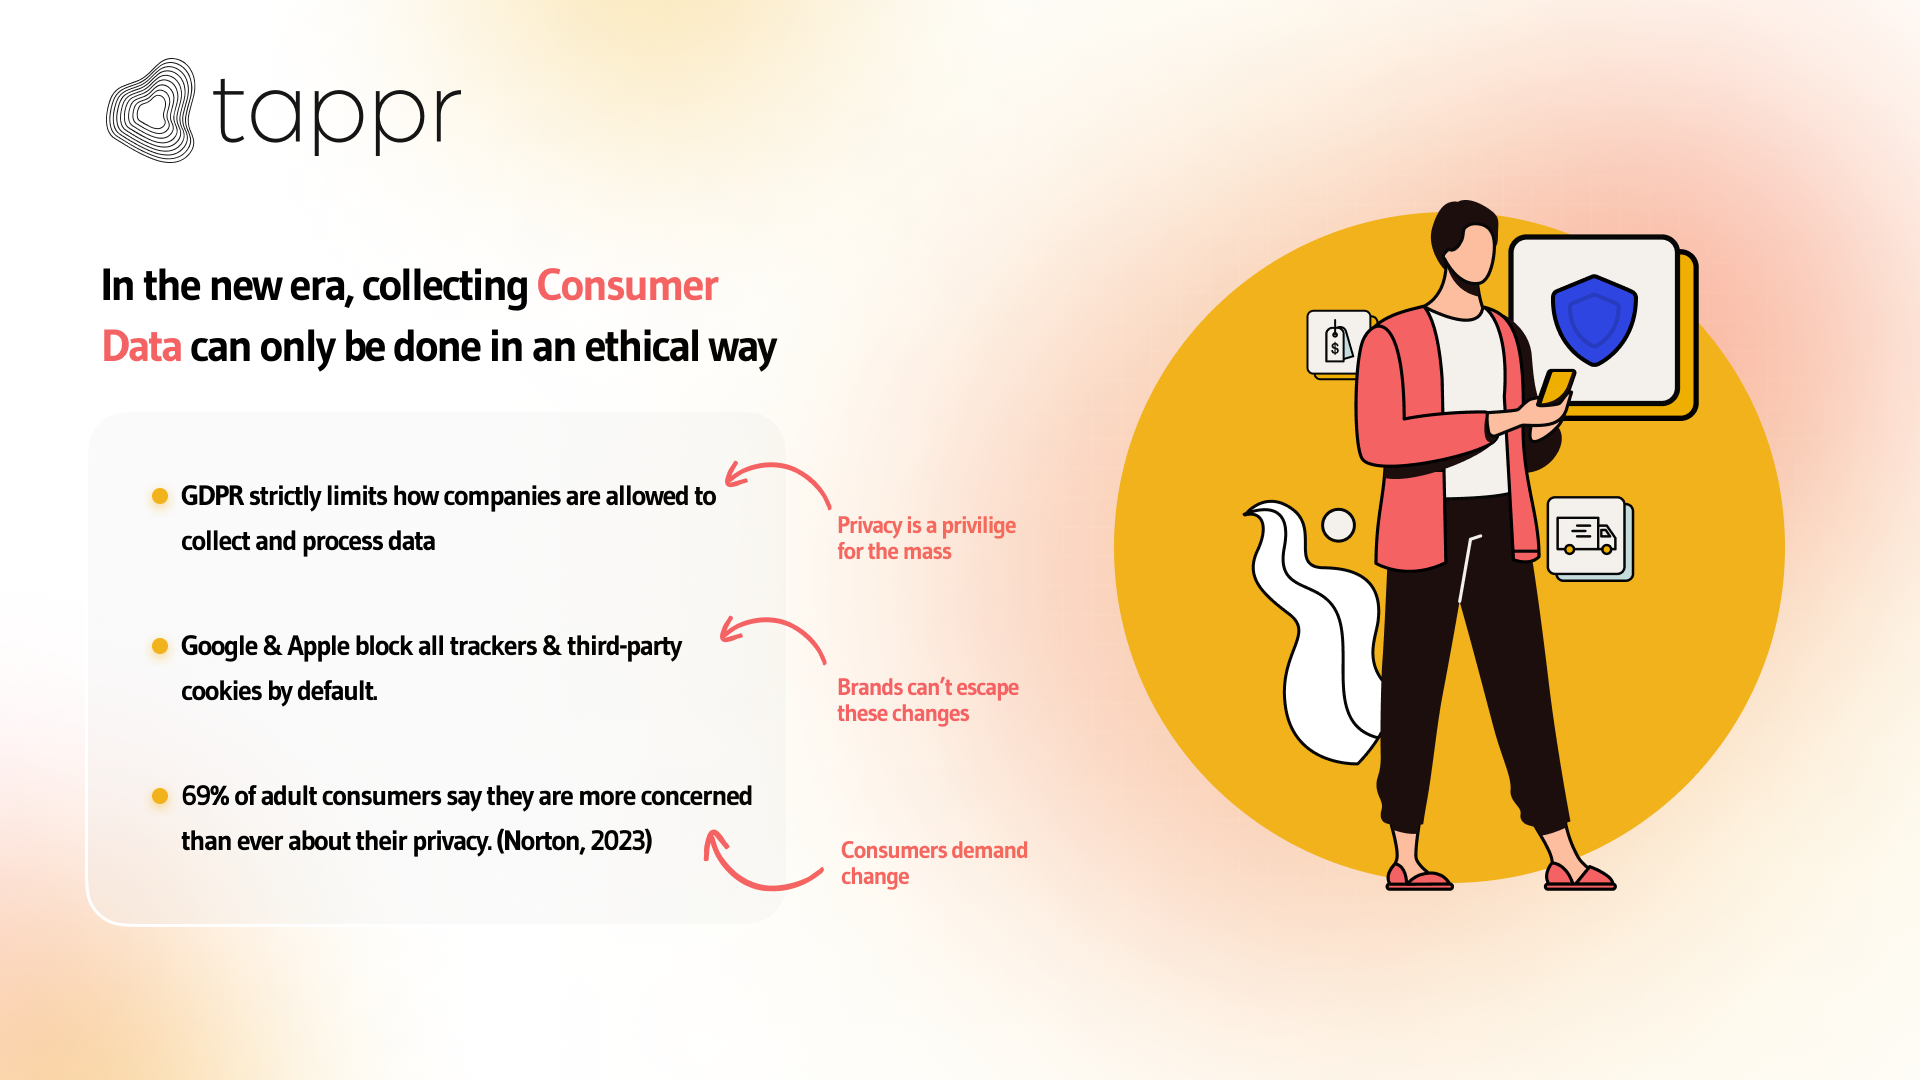 tappr
In the new era, collecting Consumer
Data can only be done in an ethical way
GDPR strictly limits how companies are allowed to
collect and process data
Privacy is a privilige
for the mass
Google & Apple block all trackers & third-party
cookies by default.
Brands can’t escape
these changes
69% of adult consumers say they are more concerned
than ever about their privacy. (Norton, 2023)
Consumers demand
change
$